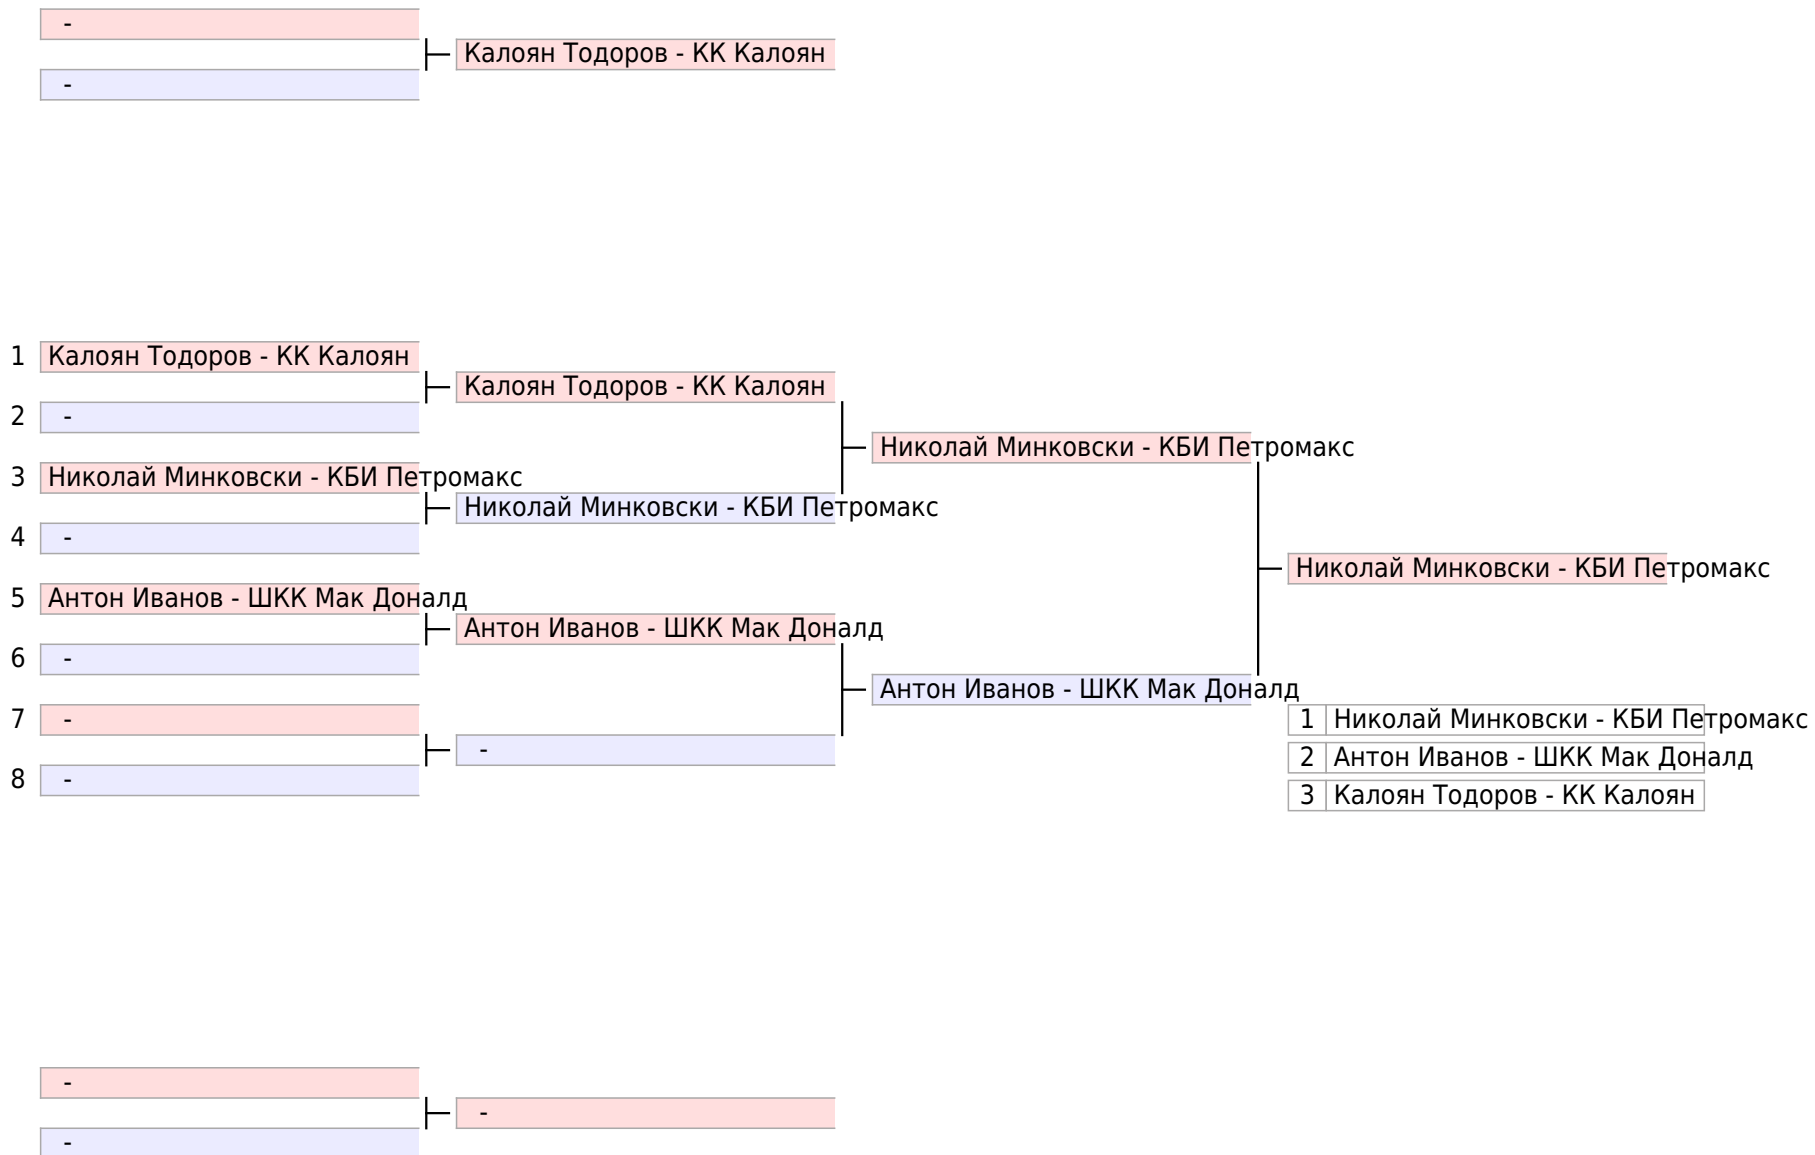 -
Калоян Тодоров - КК Калоян
-
1 Калоян Тодоров - КК Калоян
Калоян Тодоров - КК Калоян
2 -
Николай Минковски - КБИ Петромакс
3 Николай Минковски - КБИ Петромакс
Николай Минковски - КБИ Петромакс
4 -
Николай Минковски - КБИ Петромакс
5 Антон Иванов - ШКК Мак Доналд
Антон Иванов - ШКК Мак Доналд
6 -
Антон Иванов - ШКК Мак Доналд
7 -
1 Николай Минковски - КБИ Петромакс
-
2 Антон Иванов - ШКК Мак Доналд
8 -
3 Калоян Тодоров - КК Калоян
-
-
-